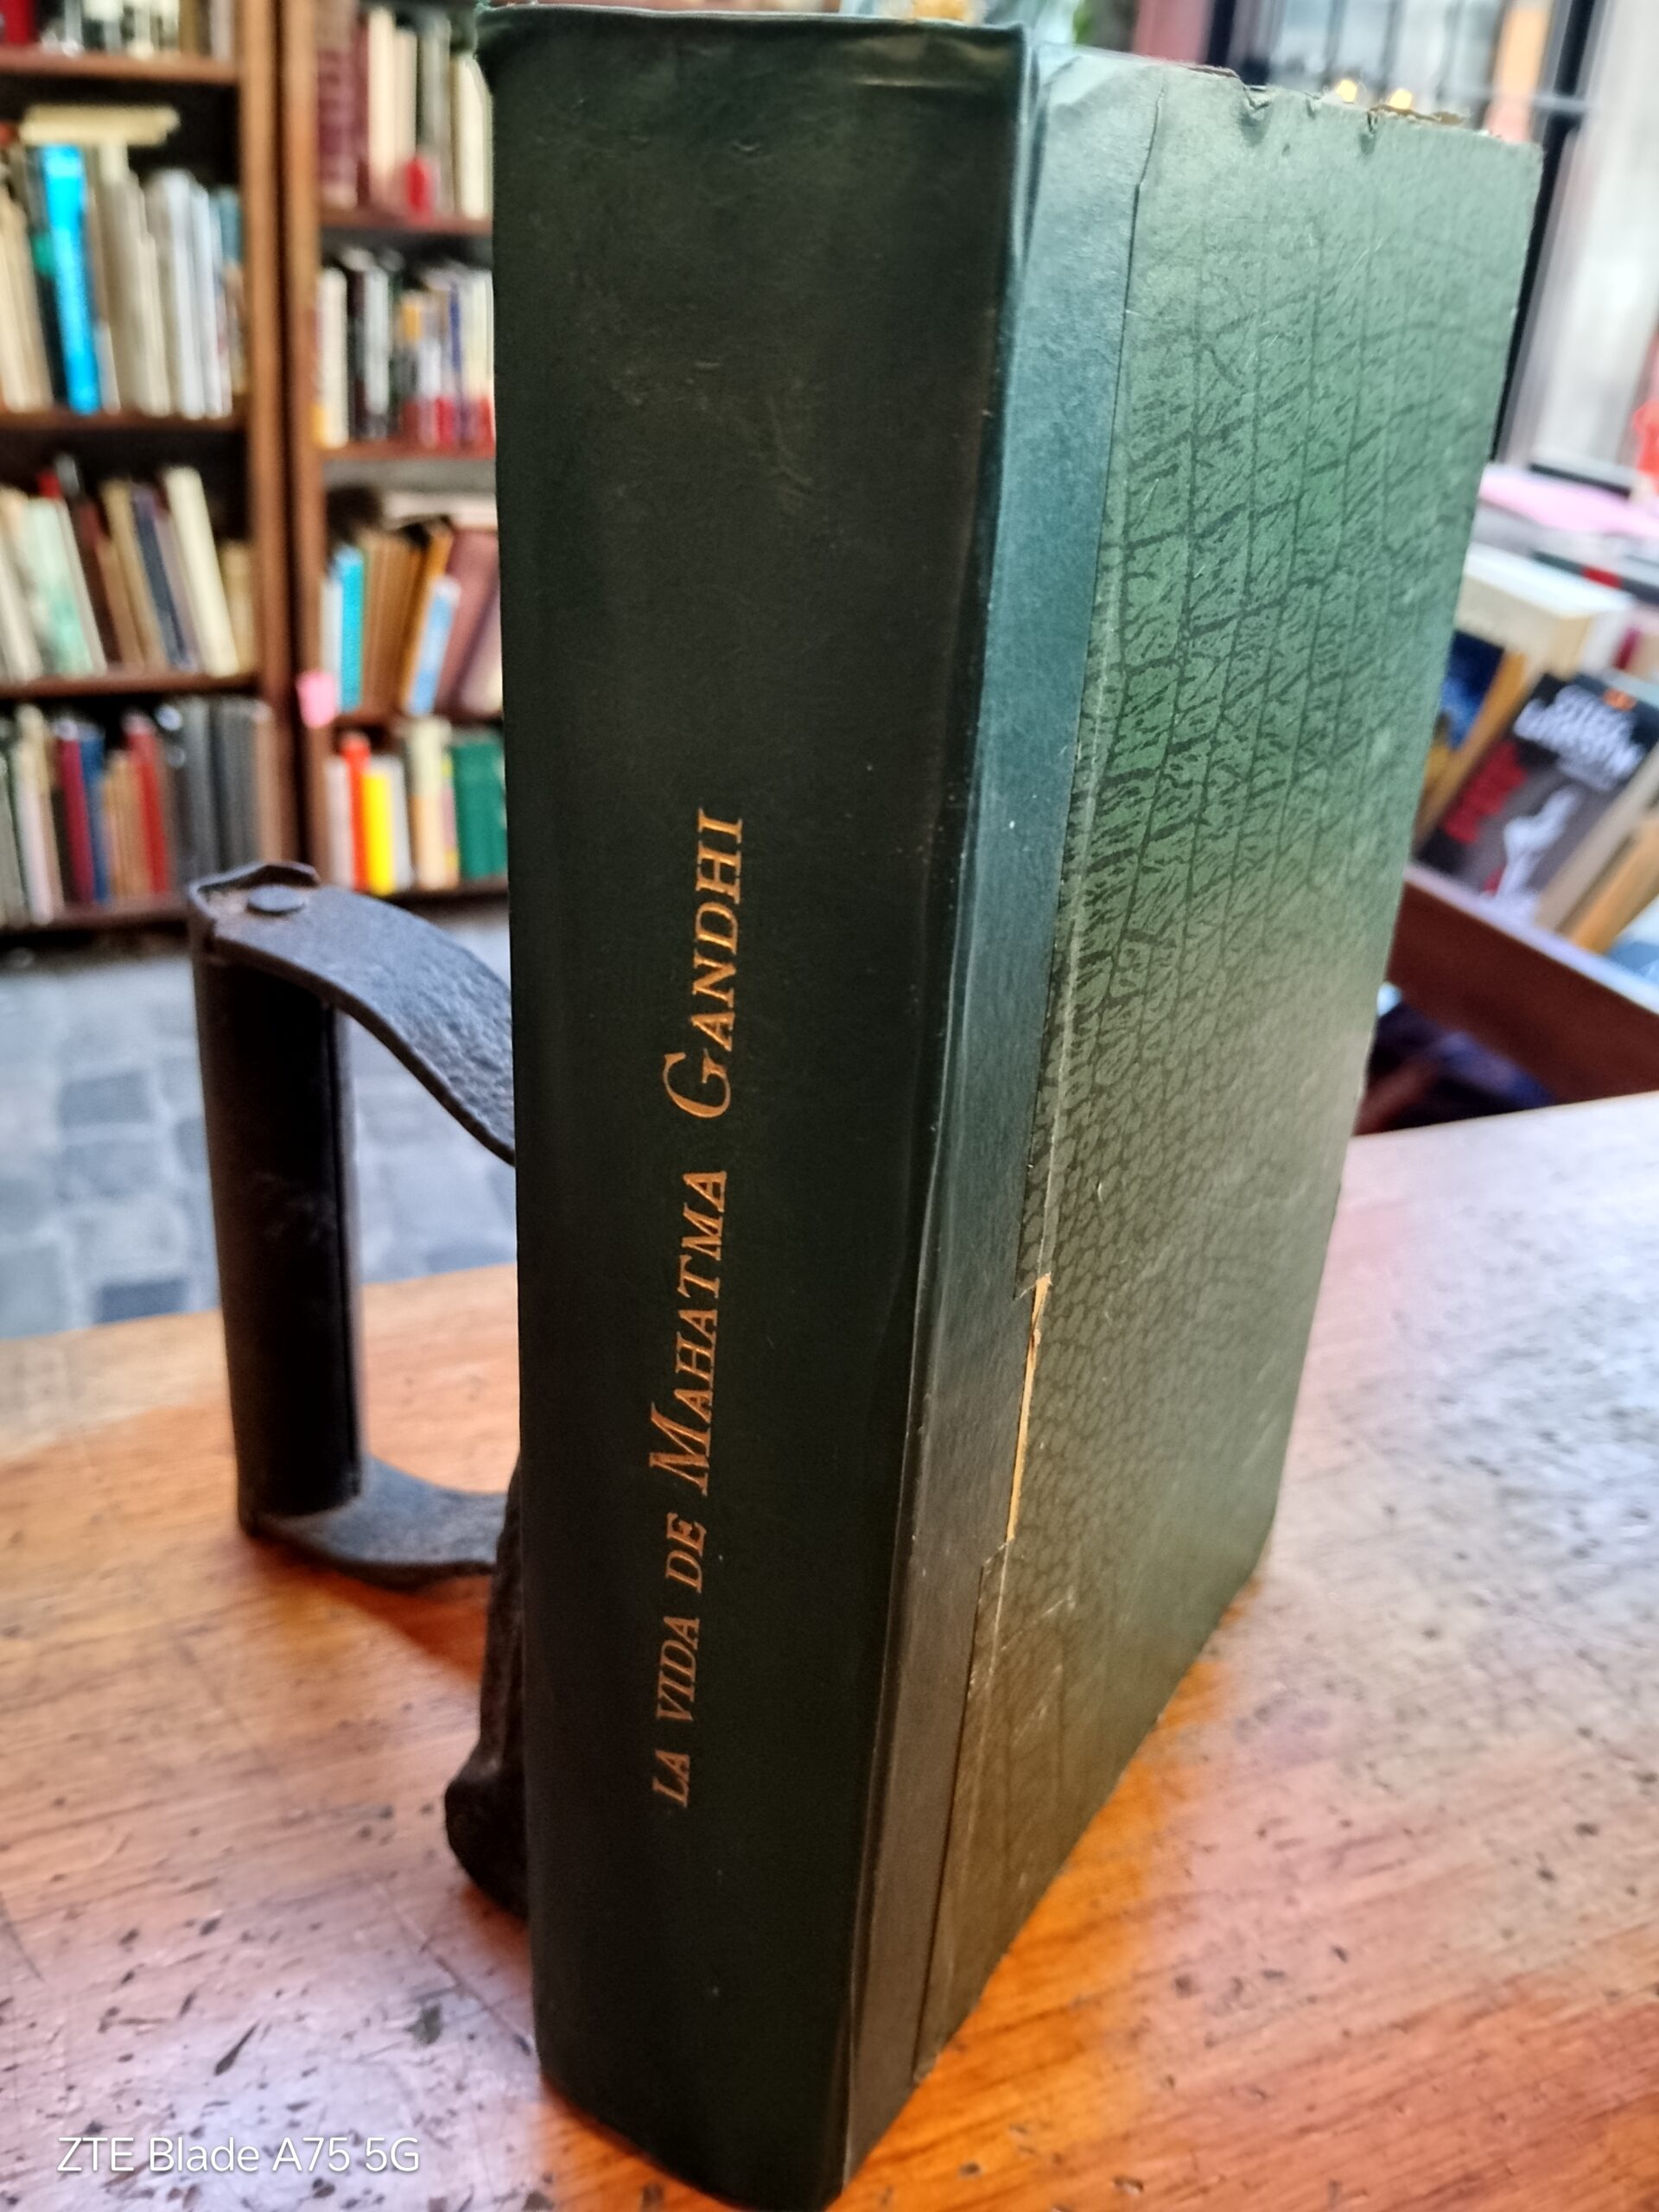 LA VIDA DE MAHATMA GANDHI
ZTE Blade A75 5G